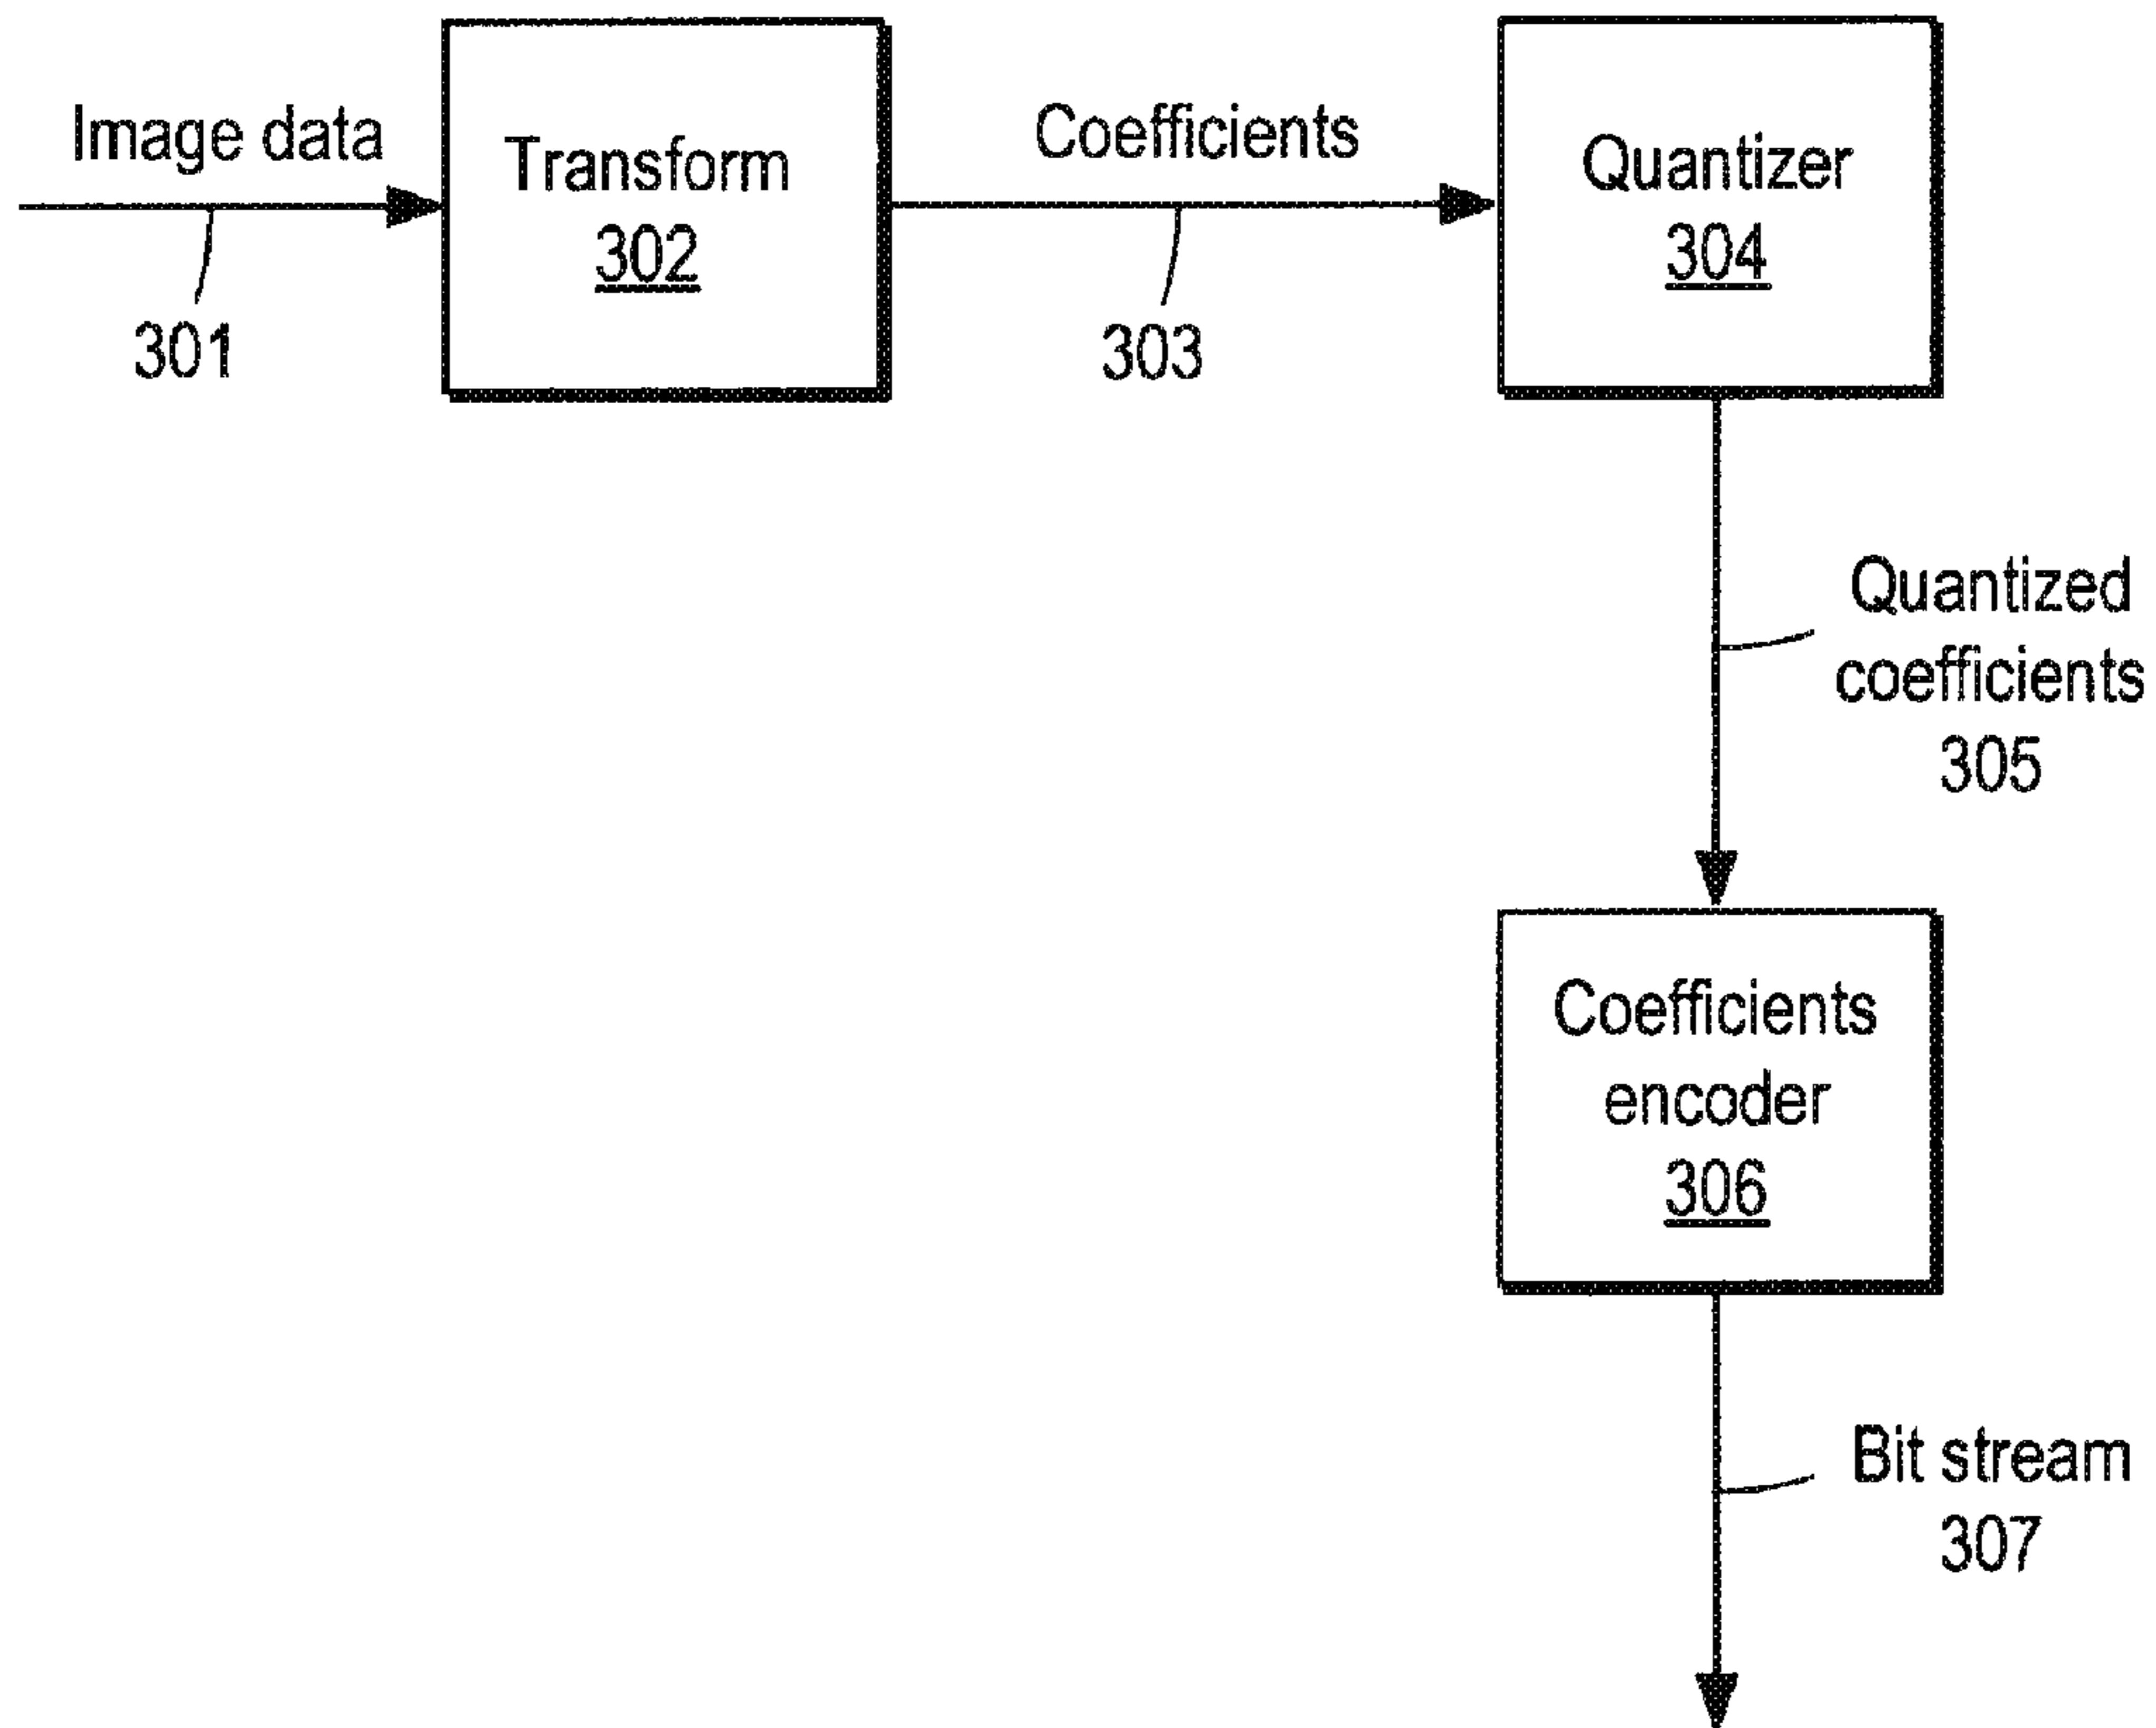 Image data
301
Transform
302
Coefficients
303
Quantizer
304
Quantized
coefficients
305
Coefficients
encoder
306
Bit stream
307